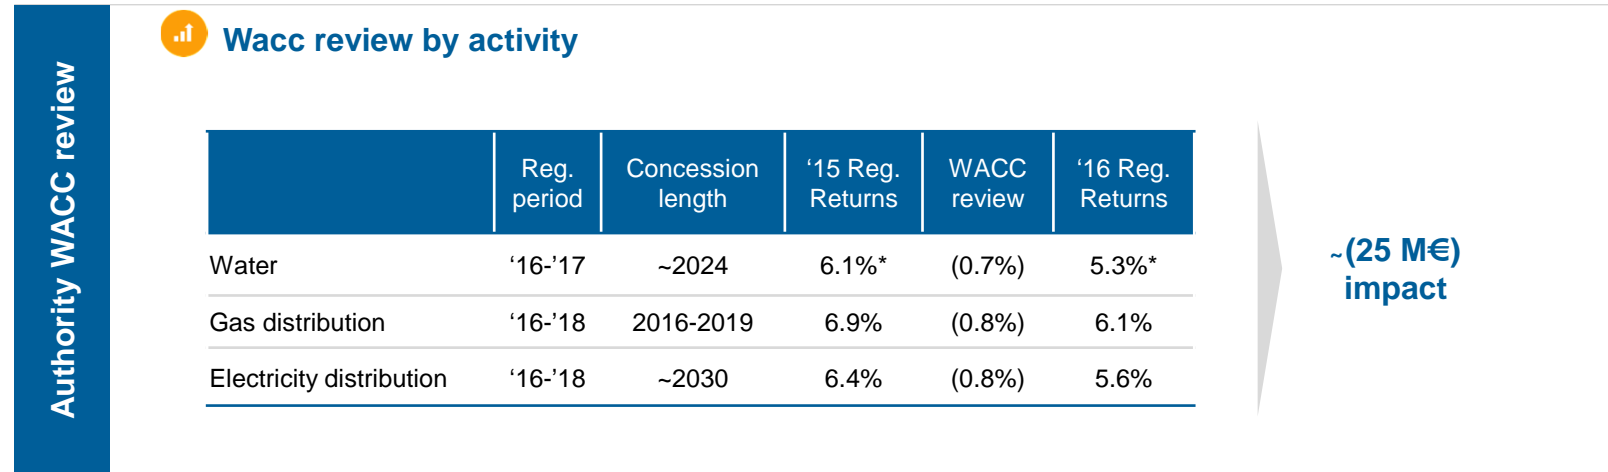 Authority WACC review
Wacc review by activity
Reg. period Concession length ‘15 Reg. Returns WACC review ‘16 Reg. Returns
Water ‘16-’17 ~2024 6.1%* (0.7%) 5.3%*
Gas distribution ‘16-’18 2016-2019 6.9% (0.8%) 6.1%
Electricity distribution ‘16-’18 ~2030 6.4% (0.8%) 5.6%
~(25 M€)
impact